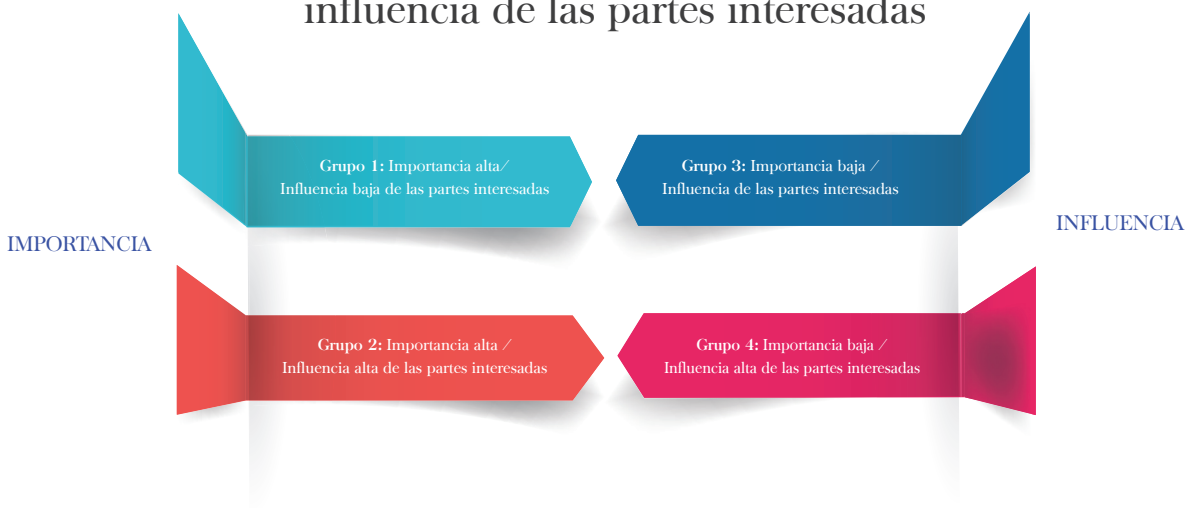 influencia de las partes interesadas
Grupo 1: Importancia alta/
Influencia baja de las partes interesadas
Grupo 3: Importancia baja /
Influencia de las partes interesadas
IMPORTANCIA
INFLUENCIA
Grupo 2: Importancia alta /
Influencia alta de las partes interesadas
Grupo 4: Importancia baja /
Influencia alta de las partes interesadas